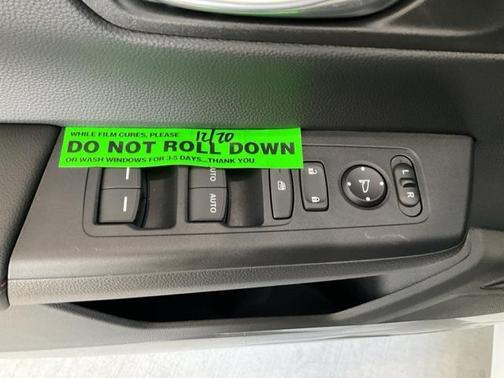 WHILE FILM CURES, PLEASE 12/20
DO NOT ROLL DOWN
OR WASH WINDOWS FOR 3-5 DAYS...THANK YOU
AUTO
AUTO
L
R